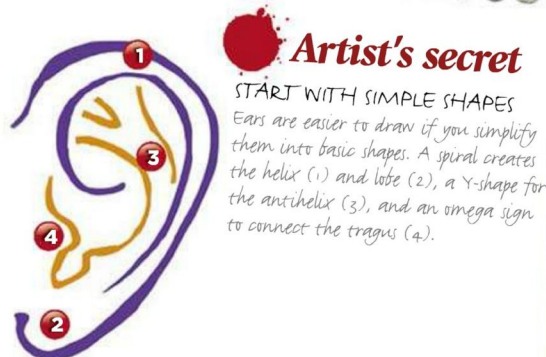 Artist's secret
START WITH SIMPLE SHAPES
Ears are easier to draw if you simplify
them into basic shapes. A spiral creates
the helix (1) and lobe (2), a Y-shape for
the antihelix (3), and an omega sign
to connect the tragus (4).
1
3
4
2